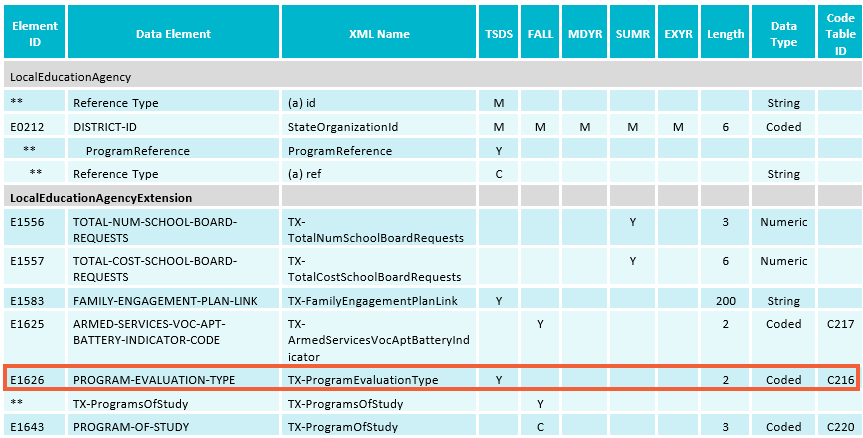 Element ID Data Element XML Name TSDS FALL MDYR SUMR EXYR Length Data Type Code Table ID
LocalEducationAgency
** Reference Type (a) id M String
E0212 DISTRICT-ID StateOrganizationId M M M M M 6 Coded
** ProgramReference ProgramReference Y
** Reference Type (a) ref C String
LocalEducationAgencyExtension
E1556 TOTAL-NUM-SCHOOL-BOARD- TX- Y 3 Numeric
REQUESTS TotalNumSchoolBoardRequests
E1557 TOTAL-COST-SCHOOL-BOARD- TX- Y 6 Numeric
REQUESTS TotalCostSchoolBoardRequests
E1583 FAMILY-ENGAGEMENT-PLAN-LINK TX-FamilyEngagementPlanLink Y 200 String
E1625 ARMED-SERVICES-VOC-APT- TX- Y 2 Coded C217
BATTERY-INDICATOR-CODE ArmedServicesVocAptBatteryInd
icator
E1626 PROGRAM-EVALUATION-TYPE TX-ProgramEvaluationType Y 2 Coded C216
** TX-ProgramsOfStudy TX-ProgramsOfStudy Y
E1643 PROGRAM-OF-STUDY TX-ProgramOfStudy C 3 Coded C220